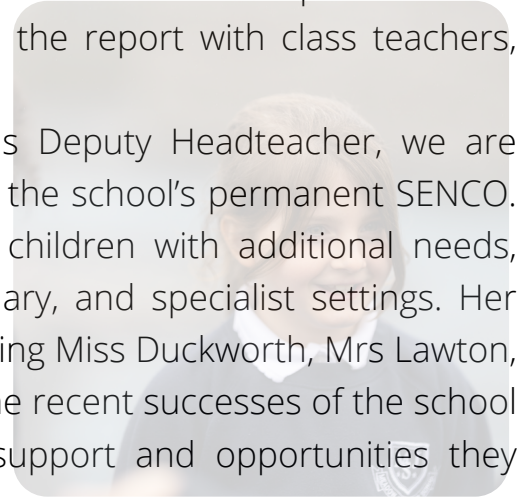 the report with class teachers,
s Deputy Headteacher, we are
the school’s permanent SENCO.
children with additional needs,
ary, and specialist settings. Her
ing Miss Duckworth, Mrs Lawton,
e recent successes of the school
support and opportunities they